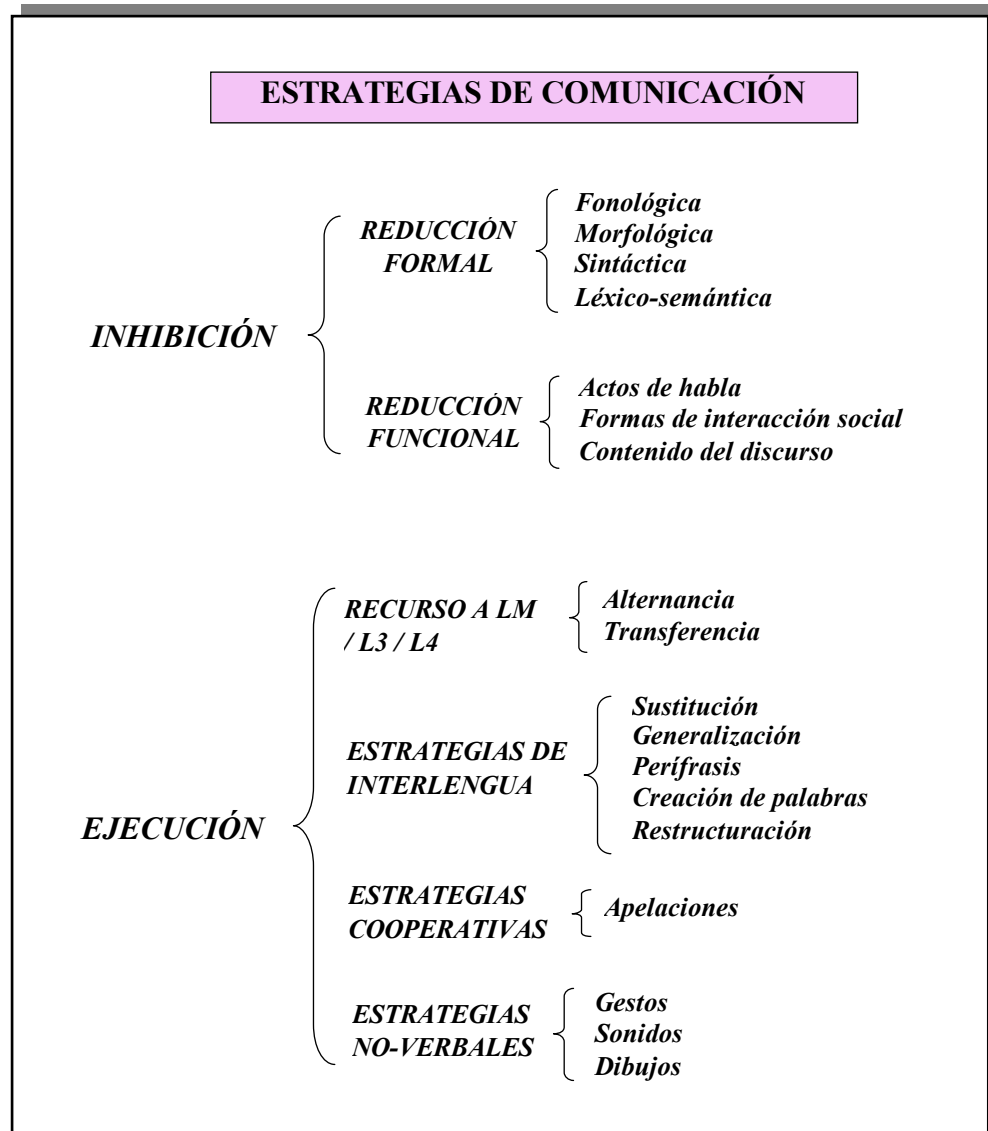 ESTRATEGIAS DE COMUNICACIÓN
INHIBICIÓN
REDUCCIÓN
FORMAL
Fonológica
Morfológica
Sintáctica
Léxico-semántica
REDUCCIÓN
FUNCIONAL
Actos de habla
Formas de interacción social
Contenido del discurso
EJECUCIÓN
RECURSO A LM
/ L3 / L4
Alternancia
Transferencia
ESTRATEGIAS DE
INTERLENGUA
Sustitución
Generalización
Perífrasis
Creación de palabras
Restructuración
ESTRATEGIAS
COOPERATIVAS
Apelaciones
ESTRATEGIAS
NO-VERBALES
Gestos
Sonidos
Dibujos